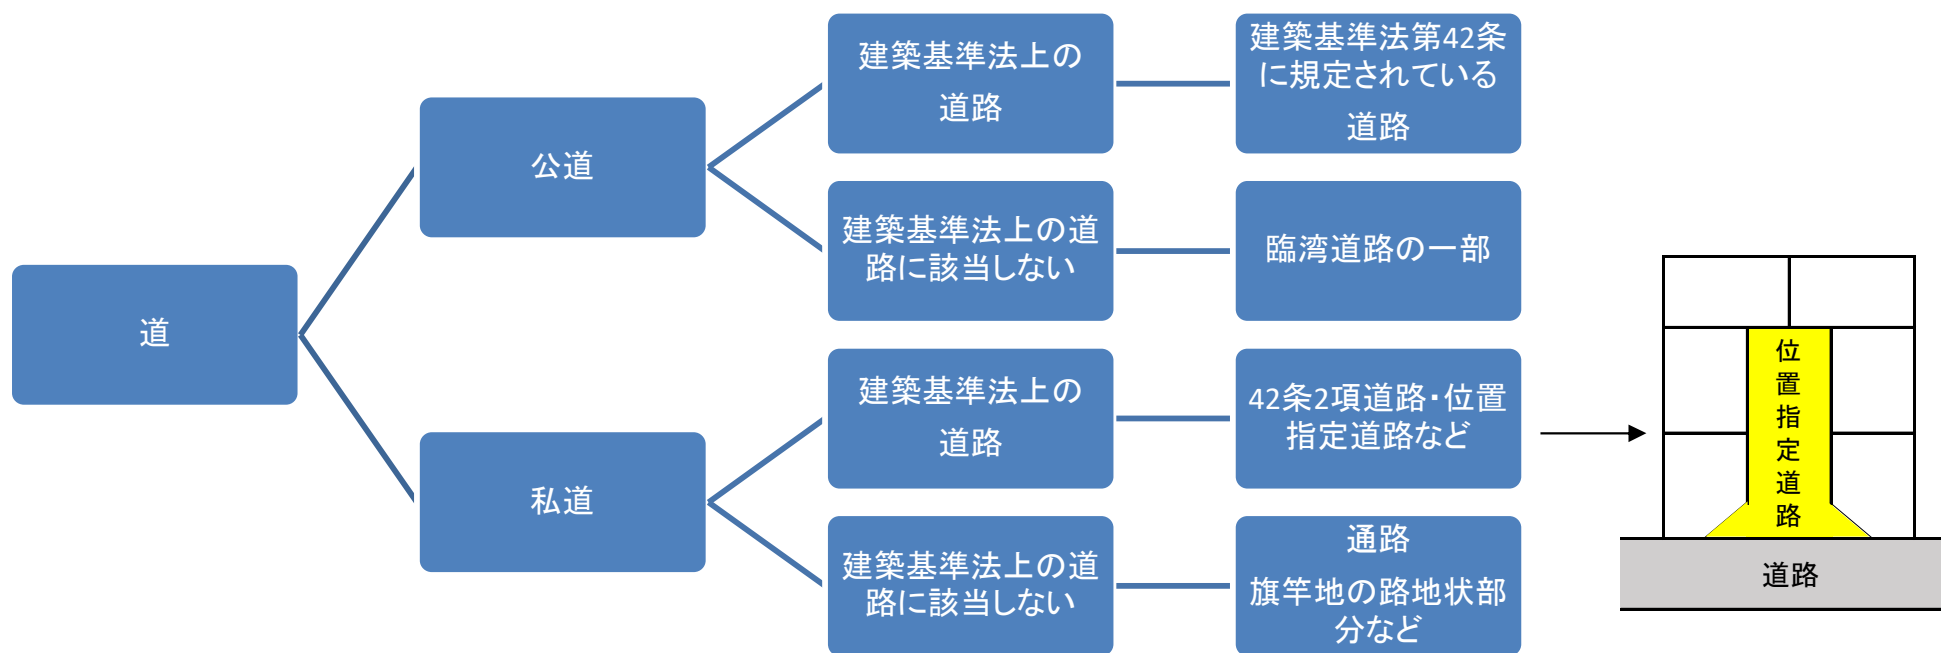 道
公道
建築基準法上の
道路
建築基準法第42条
に規定されている
道路
建築基準法上の道
路に該当しない
臨湾道路の一部
私道
建築基準法上の
道路
42条2項道路・位置
指定道路など
建築基準法上の道
路に該当しない
通路
旗竿地の路地状部
分など
位置指定道路
道路